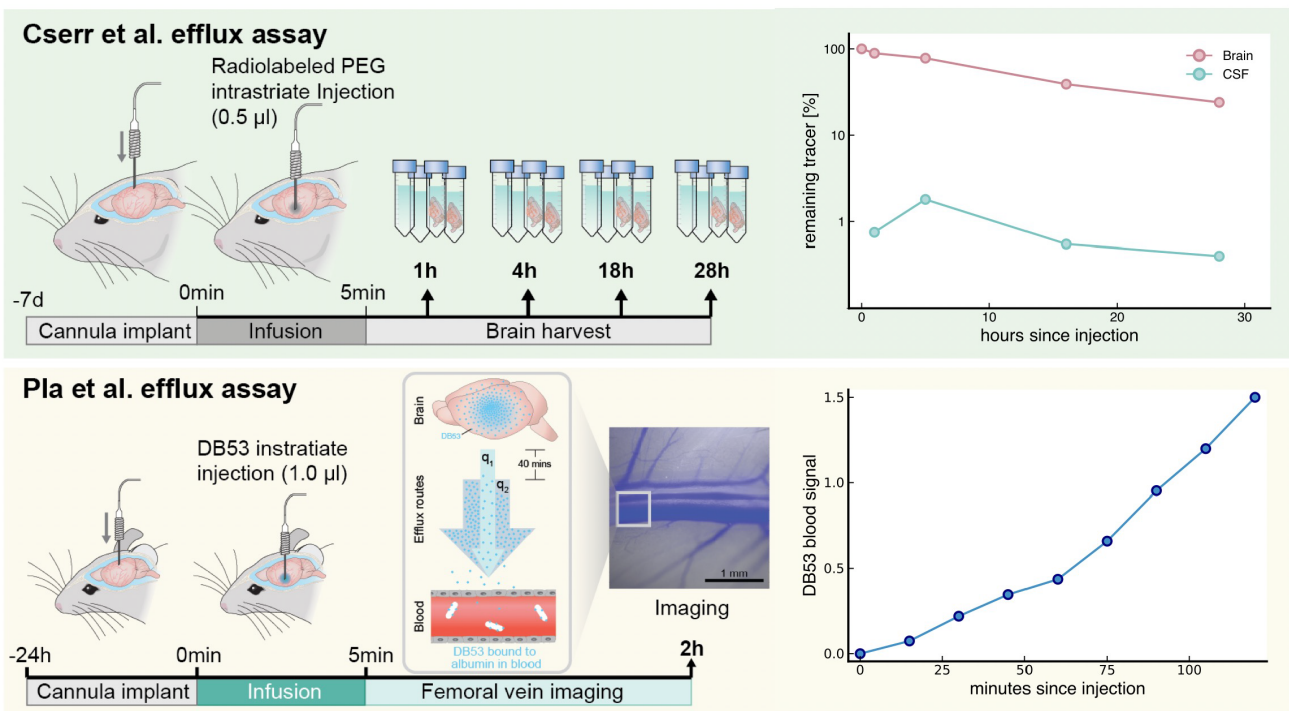 Cserr et al. efflux assay
Radiolabeled PEG
intrastriate Injection
(0.5 µl)
1h
4h
18h
28h
-7d
0min
5min
Cannula implant
Infusion
Brain harvest
100
10
1
remaining tracer [%]
Brain
CSF
0
10
20
30
hours since injection
Pla et al. efflux assay
DB53 instratiate
injection (1.0 µl)
Brain
DB53
Efflux routes
q1
q2
40 mins
Blood
DB53 bound to
albumin in blood
1 mm
Imaging
-24h
0min
5min
2h
Cannula implant
Infusion
Femoral vein imaging
1.5
1.0
0.5
0.0
DB53 blood signal
0
25
50
75
100
minutes since injection